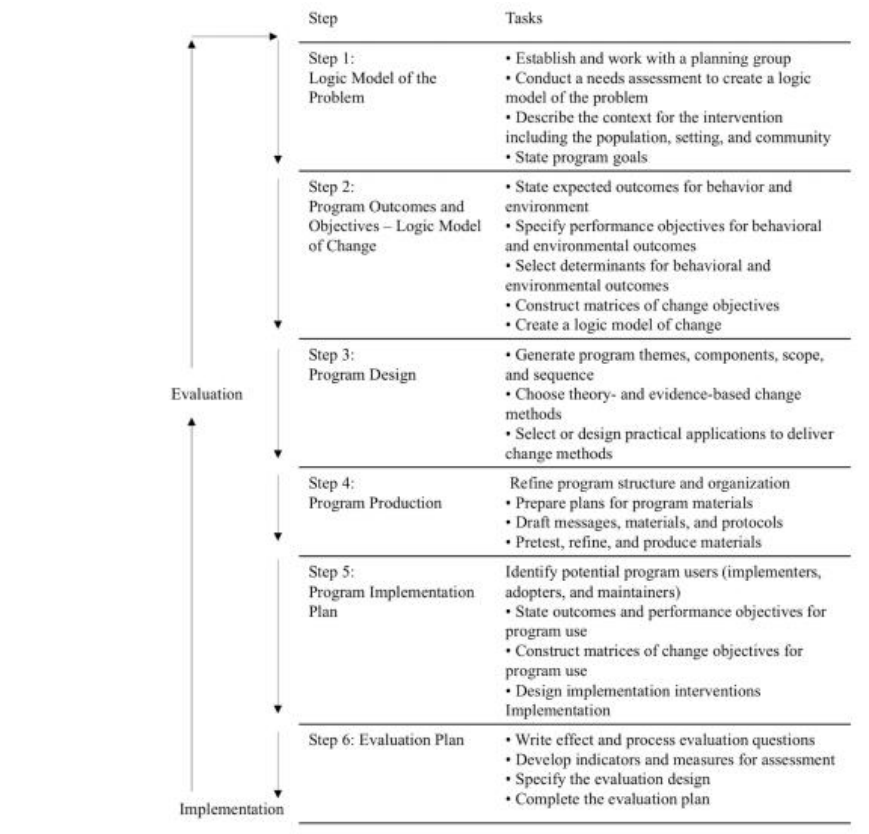 Step Tasks
Step 1: • Establish and work with a planning group
Logic Model of the • Conduct a needs assessment to create a logic
Problem model of the problem
• Describe the context for the intervention
including the population, setting, and community
• State program goals
Step 2: • State expected outcomes for behavior and
Program Outcomes and environment
Objectives – Logic Model • Specify performance objectives for behavioral
of Change and environmental outcomes
• Select determinants for behavioral and
environmental outcomes
• Construct matrices of change objectives
• Create a logic model of change
Step 3: • Generate program themes, components, scope,
Program Design and sequence
Evaluation • Choose theory- and evidence-based change
methods
• Select or design practical applications to deliver
change methods
Step 4: Refine program structure and organization
Program Production • Prepare plans for program materials
• Draft messages, materials, and protocols
• Pretest, refine, and produce materials
Step 5: Identify potential program users (implementers,
Program Implementation adopters, and maintainers)
Plan • State outcomes and performance objectives for
program use
• Construct matrices of change objectives for
program use
• Design implementation interventions
Implementation
Step 6: Evaluation Plan • Write effect and process evaluation questions
• Develop indicators and measures for assessment
• Specify the evaluation design
• Complete the evaluation plan
Implementation